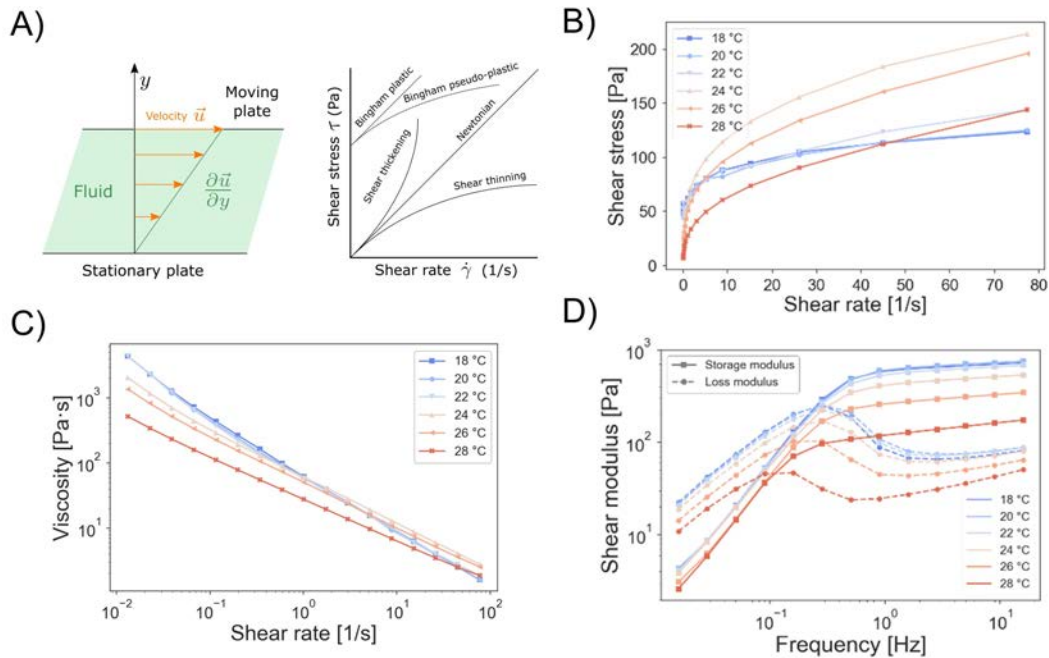 A)
y
Moving
plate
Velocity u⃗
Fluid
∂u⃗
∂y
Stationary plate
Shear stress τ (Pa)
Bingham plastic
Bingham pseudo-plastic
Newtonian
Shear thickening
Shear thinning
Shear rate γ̇ (1/s)
B)
Shear stress [Pa]
200
150
100
50
0
18 °C
20 °C
22 °C
24 °C
26 °C
28 °C
0 10 20 30 40 50 60 70 80
Shear rate [1/s]
C)
Viscosity [Pa·s]
10³
10²
10¹
18 °C
20 °C
22 °C
24 °C
26 °C
28 °C
10⁻² 10⁻¹ 10⁰ 10¹ 10²
Shear rate [1/s]
D)
Shear modulus [Pa]
10³
10²
10¹
Storage modulus
Loss modulus
18 °C
20 °C
22 °C
24 °C
26 °C
28 °C
10⁻¹ 10⁰ 10¹
Frequency [Hz]